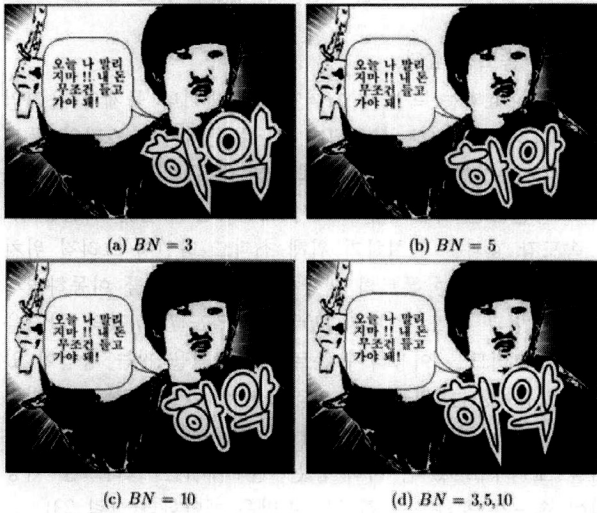 오늘 나 말리
지마 !! 내 돈
무조건 들고
가야 돼!
하악
(a) BN = 3
오늘 나 말리
지마 !! 내 돈
무조건 들고
가야 돼!
하악
(b) BN = 5
오늘 나 말리
지마 !! 내 돈
무조건 들고
가야 돼!
하악
(c) BN = 10
오늘 나 말리
지마 !! 내 돈
무조건 들고
가야 돼!
하악
(d) BN = 3,5,10